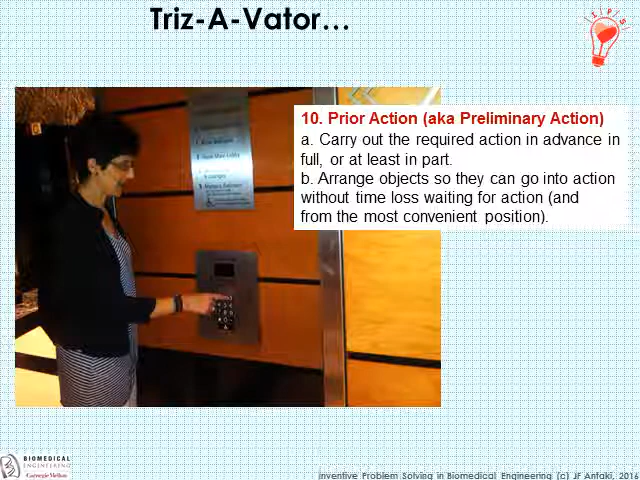 Triz-A-Vator…
I P S
10. Prior Action (aka Preliminary Action)
a. Carry out the required action in advance in
full, or at least in part.
b. Arrange objects so they can go into action
without time loss waiting for action (and
from the most convenient position).
BIOMEDICAL
ENGINEERING
Carnegie Mellon
Inventive Problem Solving in Biomedical Engineering (c) JF Antaki, 2016